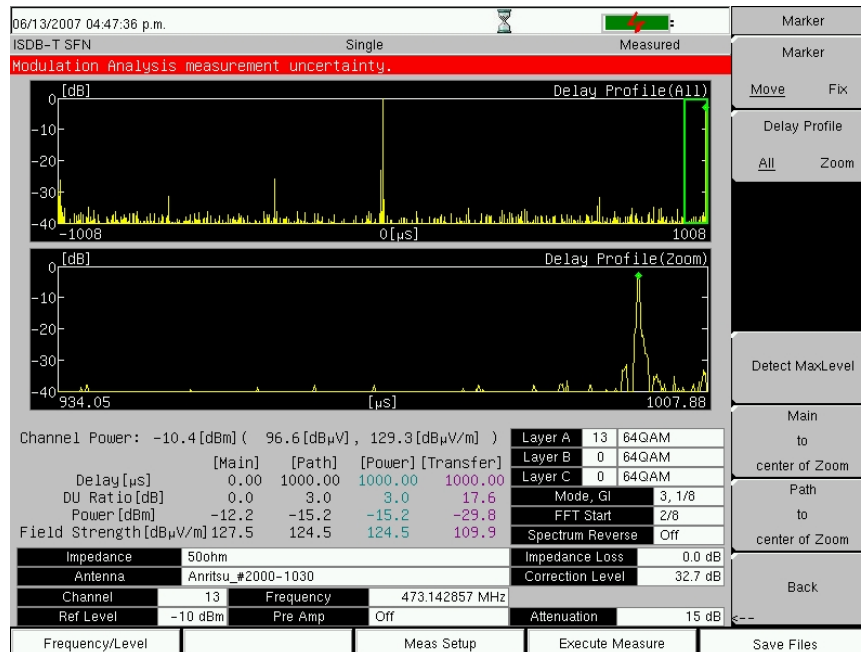 06/13/2007 04:47:36 p.m.
ISDB-T SFN Single Measured
Modulation Analysis measurement uncertainty.
[dB] Delay Profile(All)
0
-10
-20
-30
-40
-1008 0[µS] 1008
[dB] Delay Profile(Zoom)
0
-10
-20
-30
-40
934.05 [µS] 1007.88
Channel Power: -10.4[dBm]( 96.6[dBµV], 129.3[dBµV/m] )
[Main] [Path] [Power] [Transfer]
Delay[µs] 0.00 1000.00 1000.00 1000.00
DU Ratio[dB] 0.0 3.0 3.0 17.6
Power[dBm] -12.2 -15.2 -15.2 -29.8
Field Strength[dBµV/m] 127.5 124.5 124.5 109.9
Layer A 13 64QAM
Layer B 0 64QAM
Layer C 0 64QAM
Mode, GI 3, 1/8
FFT Start 2/8
Spectrum Reverse Off
Impedance 50ohm Impedance Loss 0.0 dB
Antenna Anritsu_#2000-1030 Correction Level 32.7 dB
Channel 13 Frequency 473.142857 MHz
Ref Level -10 dBm Pre Amp Off Attenuation 15 dB
Frequency/Level Meas Setup Execute Measure Save Files
Marker
Marker
Move Fix
Delay Profile
All Zoom
Detect MaxLevel
Main
to
center of Zoom
Path
to
center of Zoom
Back
<--